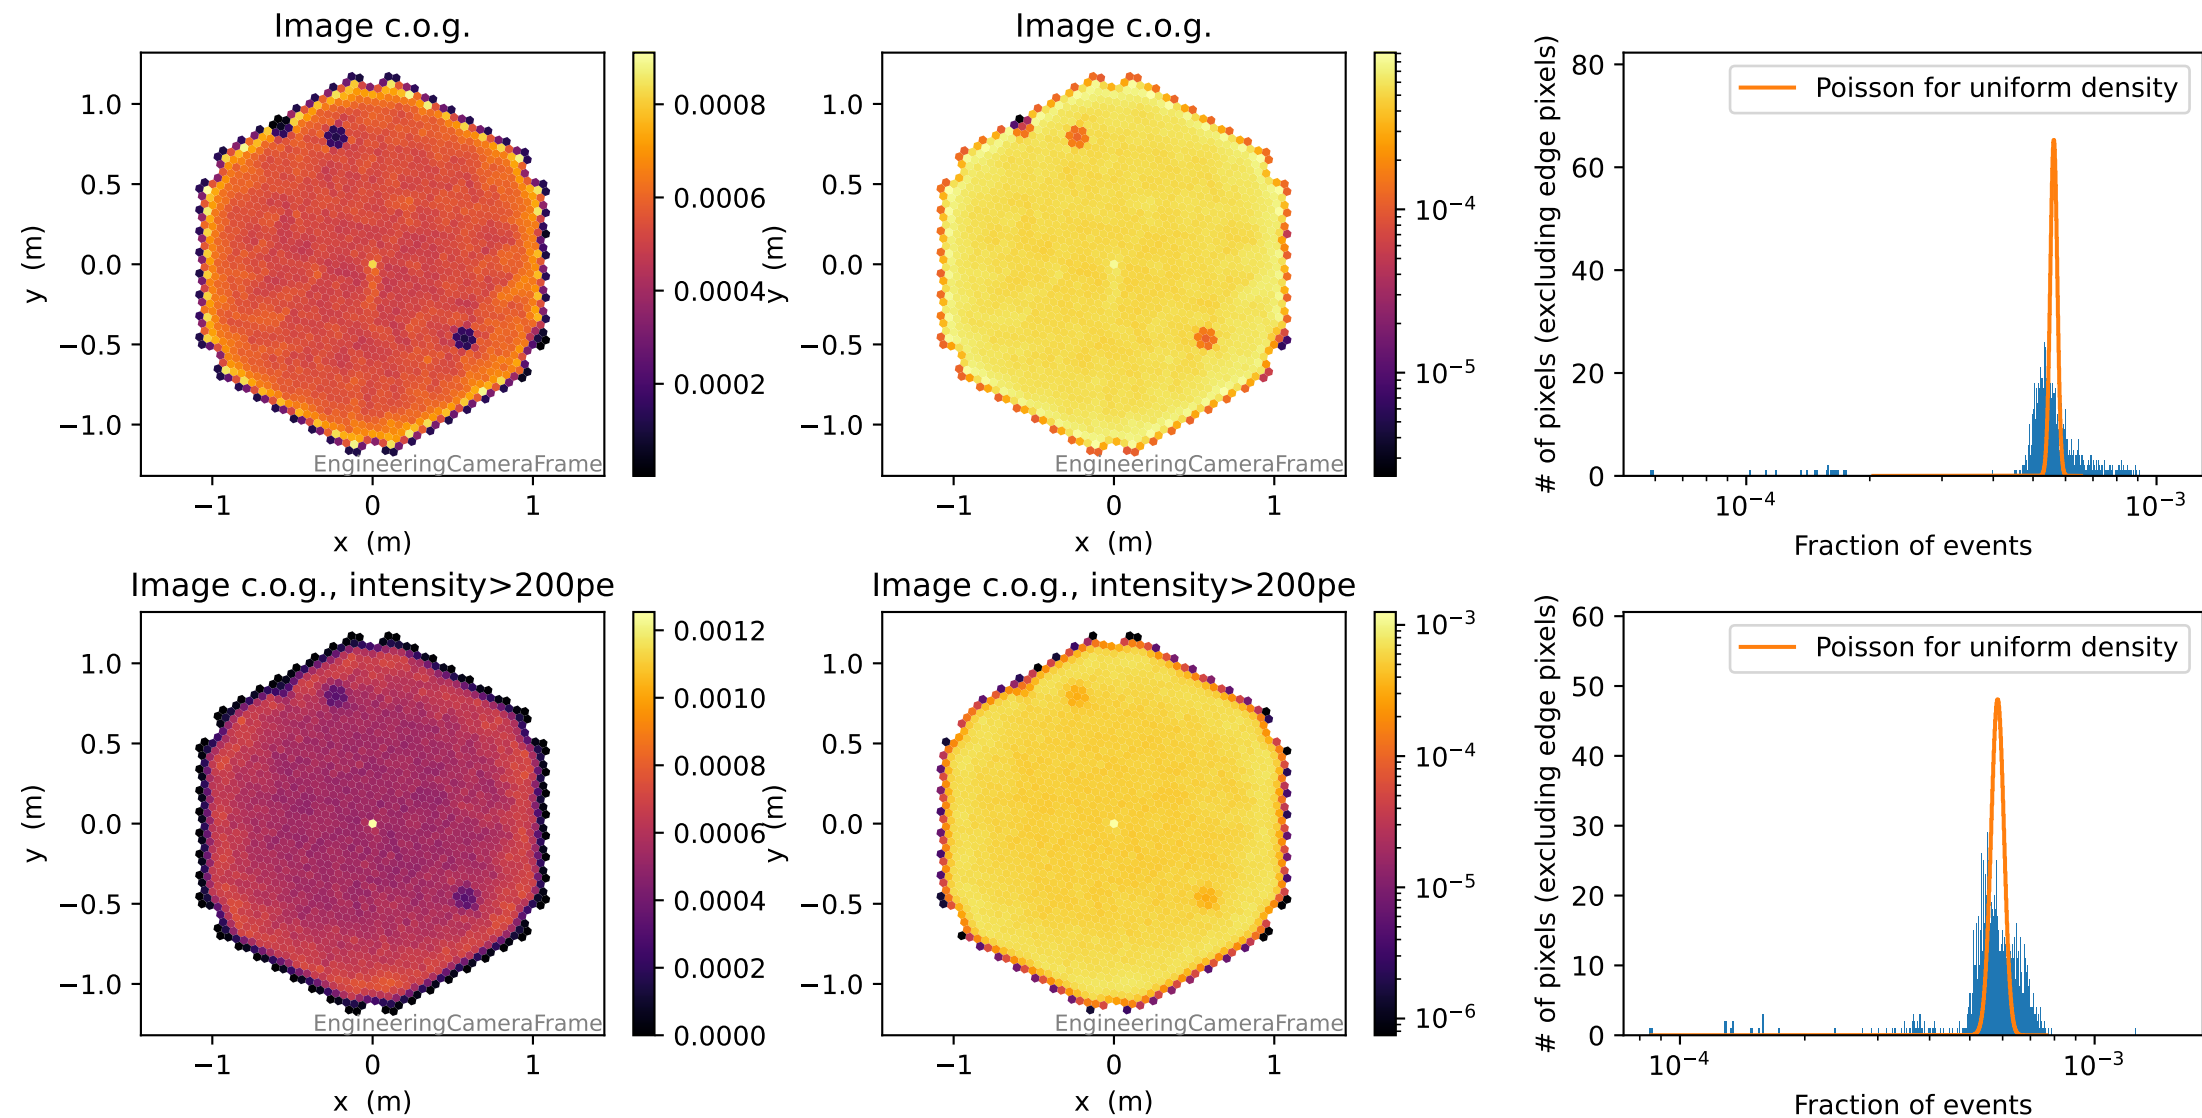 Image c.o.g.
1.0
0.5
0.0
−0.5
−1.0
y (m)
−1 0 1
x (m)
EngineeringCameraFrame
0.0008
0.0006
0.0004
0.0002
Image c.o.g.
1.0
0.5
0.0
−0.5
−1.0
y (m)
−1 0 1
x (m)
EngineeringCameraFrame
10⁻⁴
10⁻⁵
# of pixels (excluding edge pixels)
80
60
40
20
0
Poisson for uniform density
10⁻⁴ 10⁻³
Fraction of events
Image c.o.g., intensity>200pe
1.0
0.5
0.0
−0.5
−1.0
y (m)
−1 0 1
x (m)
EngineeringCameraFrame
0.0012
0.0010
0.0008
0.0006
0.0004
0.0002
0.0000
Image c.o.g., intensity>200pe
1.0
0.5
0.0
−0.5
−1.0
y (m)
−1 0 1
x (m)
EngineeringCameraFrame
10⁻³
10⁻⁴
10⁻⁵
10⁻⁶
# of pixels (excluding edge pixels)
60
50
40
30
20
10
0
Poisson for uniform density
10⁻⁴ 10⁻³
Fraction of events